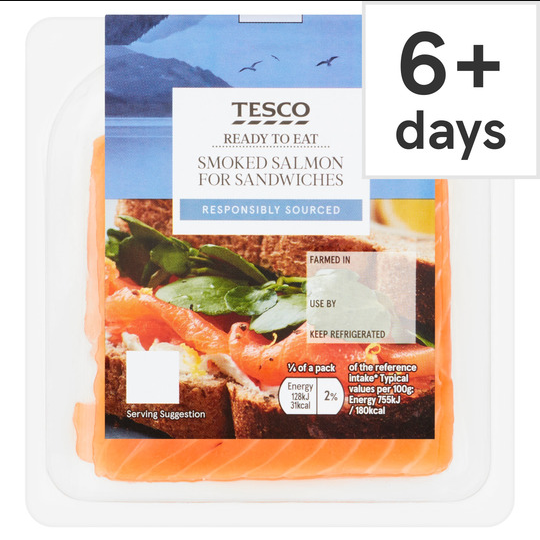 6+
days
TESCO
READY TO EAT
SMOKED SALMON
FOR SANDWICHES
RESPONSIBLY SOURCED
FARMED IN
USE BY
KEEP REFRIGERATED
¼ of a pack
Energy
128kJ
31kcal
2%
of the reference
intake* Typical
values per 100g:
Energy 755kJ
/ 180kcal
Serving Suggestion